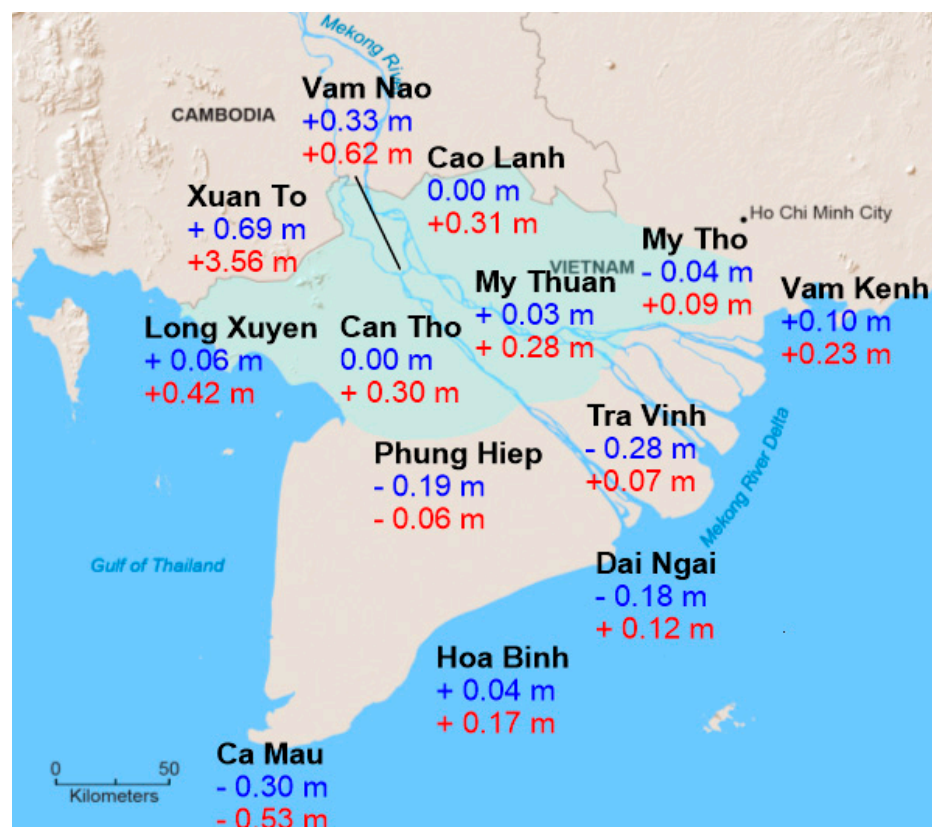 Mekong River
Vam Nao
+0.33 m
+0.62 m
CAMBODIA
Cao Lanh
0.00 m
+0.31 m
Xuan To
+ 0.69 m
+3.56 m
Ho Chi Minh City
My Tho
- 0.04 m
+0.09 m
VIETNAM
My Thuan
+ 0.03 m
+ 0.28 m
Vam Kenh
+0.10 m
+0.23 m
Long Xuyen
+ 0.06 m
+0.42 m
Can Tho
0.00 m
+ 0.30 m
Tra Vinh
- 0.28 m
+0.07 m
Mekong River Delta
Phung Hiep
- 0.19 m
- 0.06 m
Gulf of Thailand
Dai Ngai
- 0.18 m
+ 0.12 m
Hoa Binh
+ 0.04 m
+ 0.17 m
Ca Mau
- 0.30 m
- 0.53 m
0 50
Kilometers